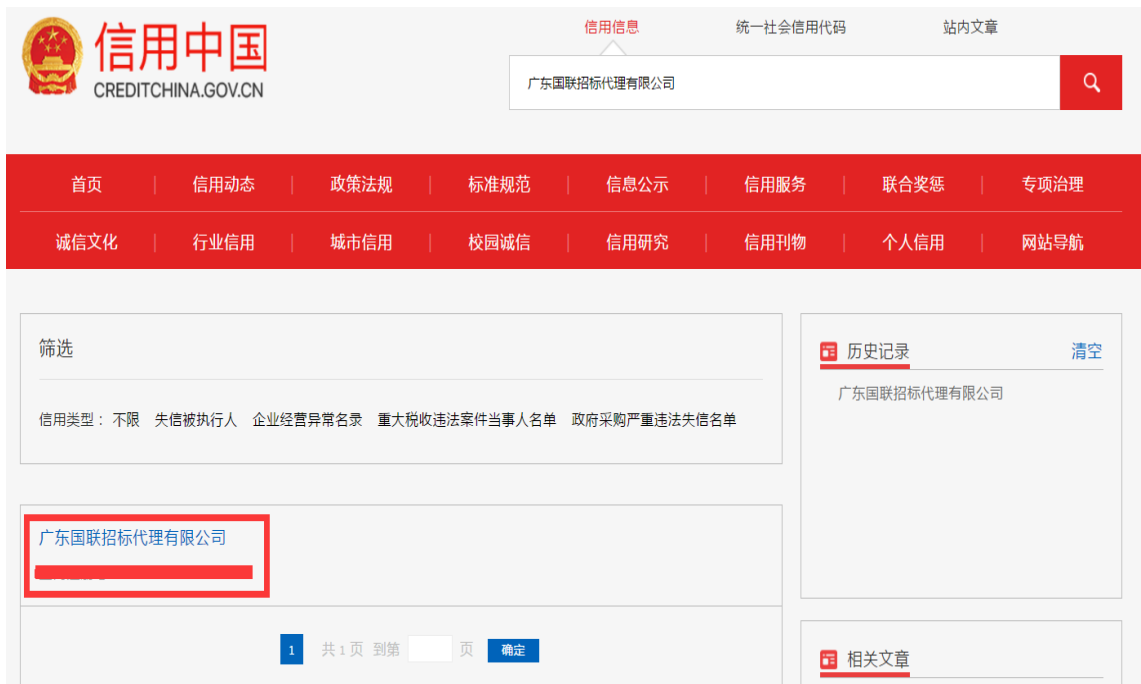 信用中国
CREDITCHINA.GOV.CN
信用信息 统一社会信用代码 站内文章
广东国联招标代理有限公司
首页 信用动态 政策法规 标准规范 信息公示 信用服务 联合奖惩 专项治理
诚信文化 行业信用 城市信用 校园诚信 信用研究 信用刊物 个人信用 网站导航
筛选
信用类型： 不限 失信被执行人 企业经营异常名录 重大税收违法案件当事人名单 政府采购严重违法失信名单
广东国联招标代理有限公司
1 共 1 页 到第 页 确定
历史记录 清空
广东国联招标代理有限公司
相关文章